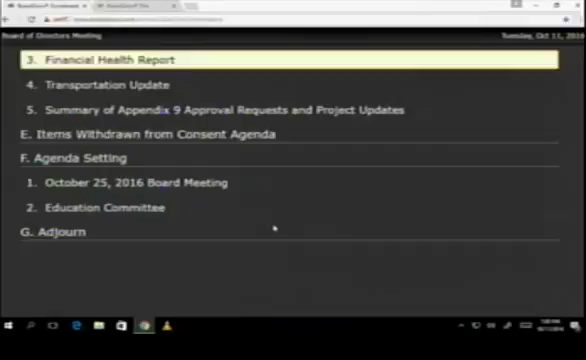 Board of Directors Meeting
Tuesday, Oct 11, 2016
3. Financial Health Report
4. Transportation Update
5. Summary of Appendix 9 Approval Requests and Project Updates
E. Items Withdrawn from Consent Agenda
F. Agenda Setting
1. October 25, 2016 Board Meeting
2. Education Committee
G. Adjourn